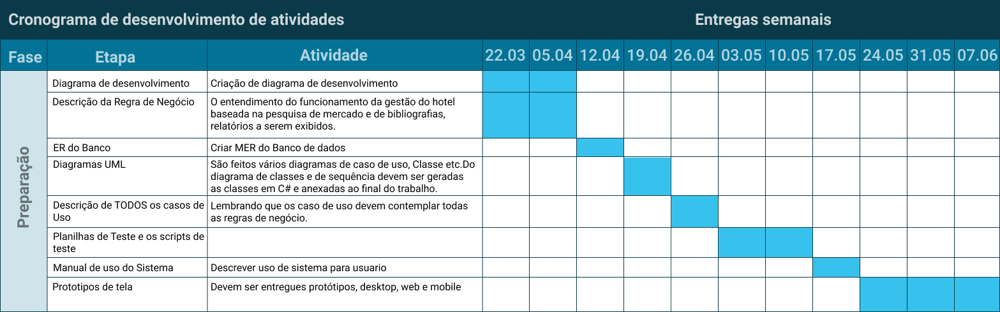 Cronograma de desenvolvimento de atividades
Entregas semanais
Fase
Etapa
Atividade
22.03
05.04
12.04
19.04
26.04
03.05
10.05
17.05
24.05
31.05
07.06
Preparação
Diagrama de desenvolvimento
Criação de diagrama de desenvolvimento
Descrição da Regra de Negócio
O entendimento do funcionamento da gestão do hotel
baseada na pesquisa de mercado e de bibliografias,
relatórios a serem exibidos.
ER do Banco
Criar MER do Banco de dados
Diagramas UML
São feitos vários diagramas de caso de uso, Classe etc.Do
diagrama de classes e de sequência devem ser geradas
as classes em C# e anexadas ao final do trabalho.
Descrição de TODOS os casos de
Uso
Lembrando que os caso de uso devem contemplar todas
as regras de negócio.
Planilhas de Teste e os scripts de
teste
Manual de uso do Sistema
Descrever uso de sistema para usuario
Prototipos de tela
Devem ser entregues protótipos, desktop, web e mobile